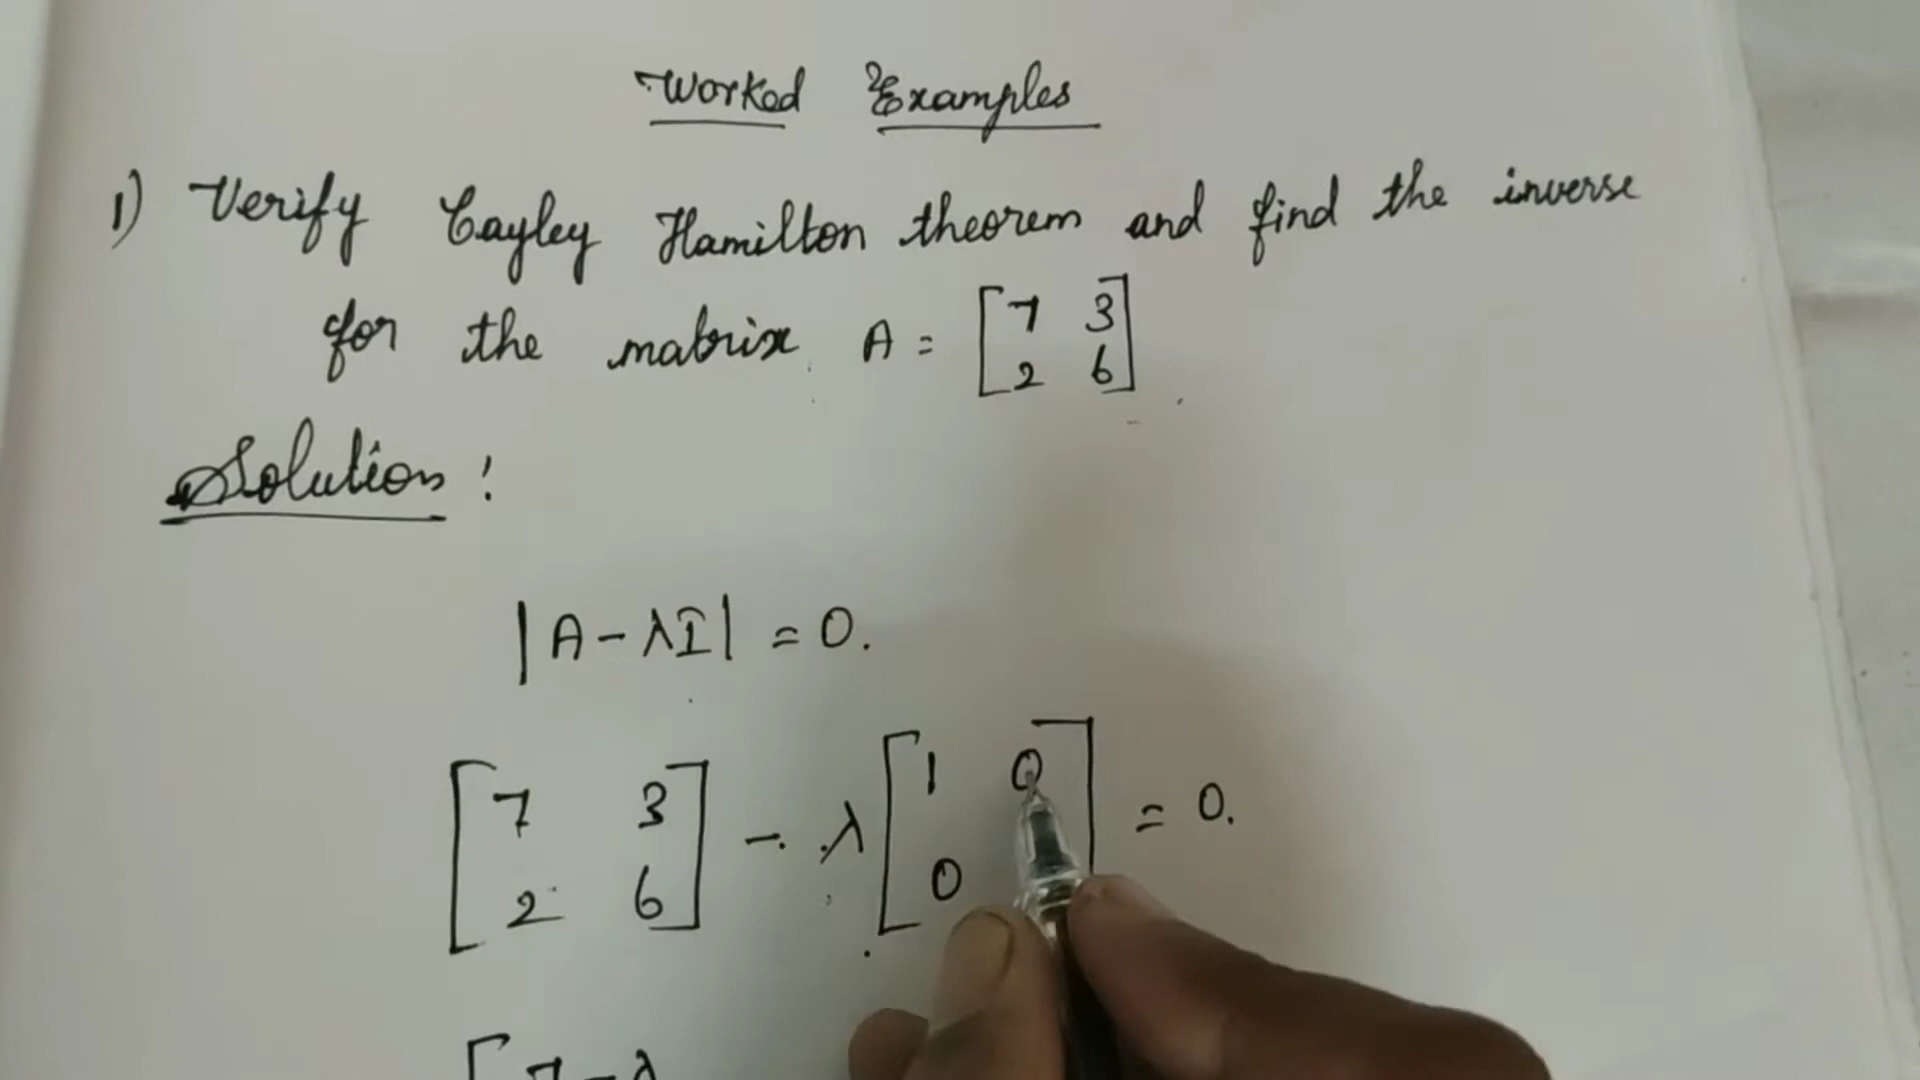 Worked Examples
1) Verify Cayley Hamilton theorem and find the inverse
for the matrix A = [7 3
2 6]
Solution :
|A - λI| = 0.
[7 3
2 6] - λ [1 0
0 ] = 0.
[7 - λ